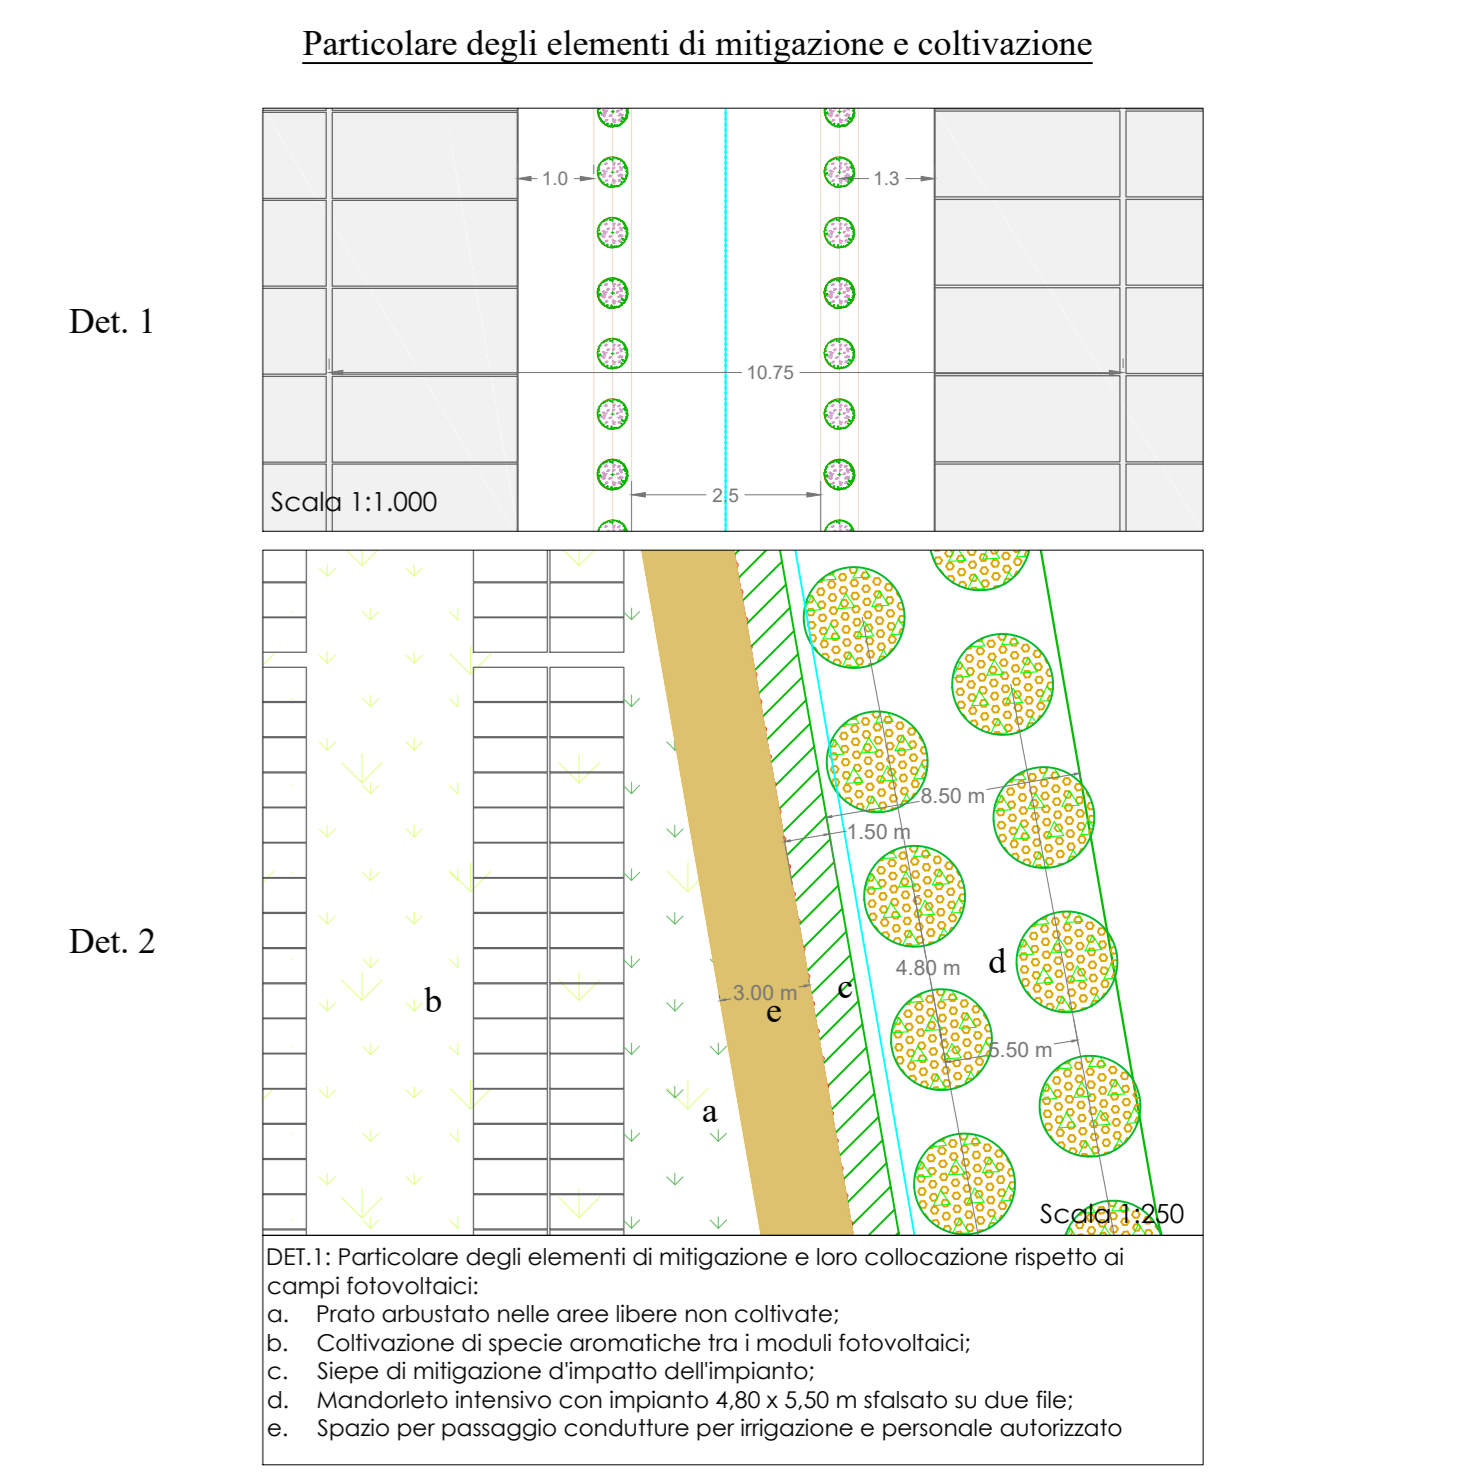 Particolare degli elementi di mitigazione e coltivazione
1.0
1.3
Det. 1
10.75
2.5
Scala 1:1.000
8.50 m
1.50 m
Det. 2
4.80 m
d
3.00 m
c
b
e
5.50 m
a
Scala 1:250
DET.1: Particolare degli elementi di mitigazione e loro collocazione rispetto ai
campi fotovoltaici:
a. Prato arbustato nelle aree libere non coltivate;
b. Coltivazione di specie aromatiche tra i moduli fotovoltaici;
c. Siepe di mitigazione d'impatto dell'impianto;
d. Mandorleto intensivo con impianto 4,80 x 5,50 m sfalsato su due file;
e. Spazio per passaggio condutture per irrigazione e personale autorizzato